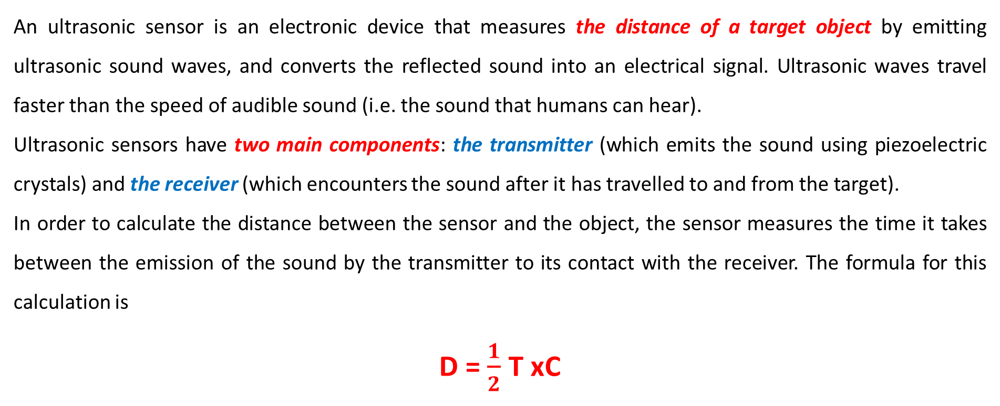 An ultrasonic sensor is an electronic device that measures the distance of a target object by emitting
ultrasonic sound waves, and converts the reflected sound into an electrical signal. Ultrasonic waves travel
faster than the speed of audible sound (i.e. the sound that humans can hear).
Ultrasonic sensors have two main components: the transmitter (which emits the sound using piezoelectric
crystals) and the receiver (which encounters the sound after it has travelled to and from the target).
In order to calculate the distance between the sensor and the object, the sensor measures the time it takes
between the emission of the sound by the transmitter to its contact with the receiver. The formula for this
calculation is
D = 1/2 T xC